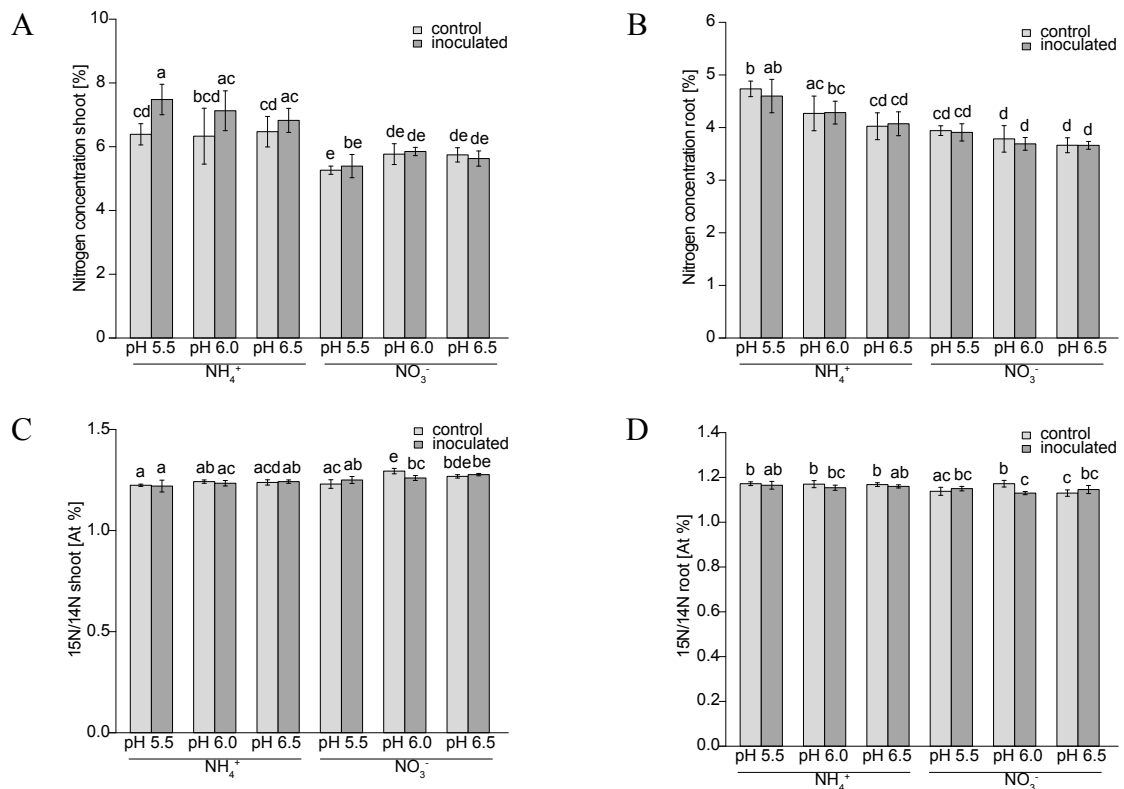 A
control
inoculated
Nitrogen concentration shoot [%]
10
8
6
4
2
0
cd a bcd ac cd ac e be de de de de
pH 5.5 pH 6.0 pH 6.5 pH 5.5 pH 6.0 pH 6.5
NH₄⁺ NO₃⁻
B
control
inoculated
Nitrogen concentration root [%]
6
5
4
3
2
1
0
b ab ac bc cd cd cd cd d d d d
pH 5.5 pH 6.0 pH 6.5 pH 5.5 pH 6.0 pH 6.5
NH₄⁺ NO₃⁻
C
control
inoculated
15N/14N shoot [At %]
1.5
1.0
0.5
0.0
a a ab ac acd ab ac ab e bc bde be
pH 5.5 pH 6.0 pH 6.5 pH 5.5 pH 6.0 pH 6.5
NH₄⁺ NO₃⁻
D
control
inoculated
15N/14N root [At %]
1.4
1.2
1.0
0.8
0.6
0.4
0.2
0.0
b ab b bc b ab ac bc b c c bc
pH 5.5 pH 6.0 pH 6.5 pH 5.5 pH 6.0 pH 6.5
NH₄⁺ NO₃⁻